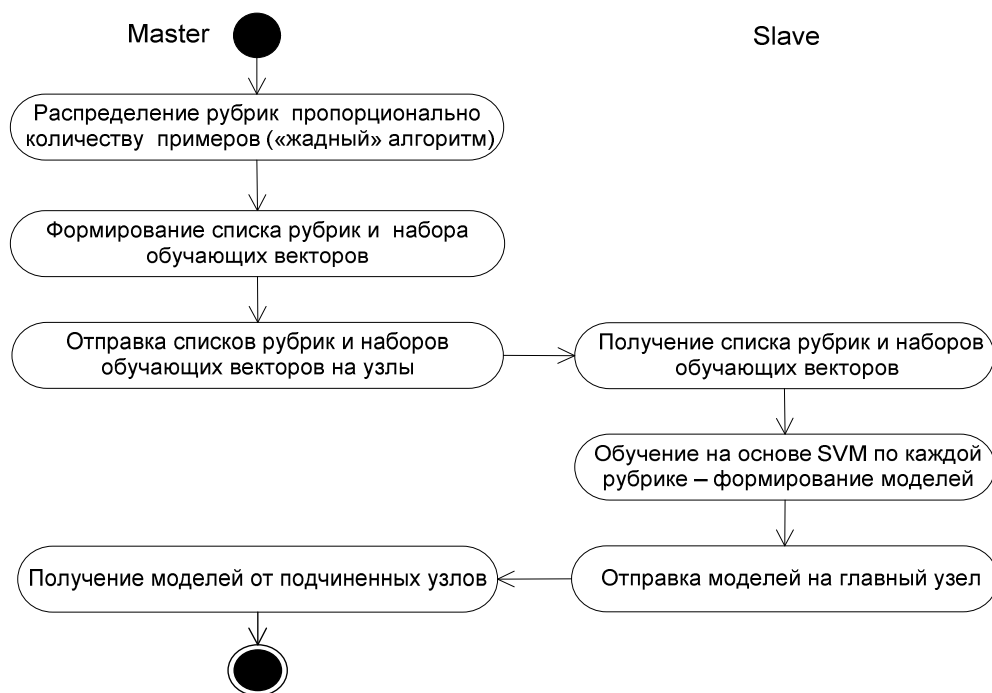 Master
Slave
Распределение рубрик пропорционально
количеству примеров («жадный» алгоритм)
Формирование списка рубрик и набора
обучающих векторов
Отправка списков рубрик и наборов
обучающих векторов на узлы
Получение списка рубрик и наборов
обучающих векторов
Обучение на основе SVM по каждой
рубрике – формирование моделей
Получение моделей от подчиненных узлов
Отправка моделей на главный узел